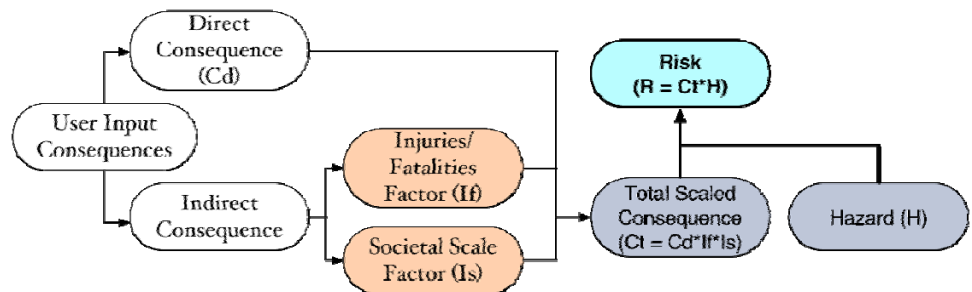 Direct
Consequence
(Cd)
User Input
Consequences
Indirect
Consequence
Injuries/
Fatalities
Factor (If)
Societal Scale
Factor (Is)
Risk
(R = Ct*H)
Total Scaled
Consequence
(Ct = Cd*If*Is)
Hazard (H)